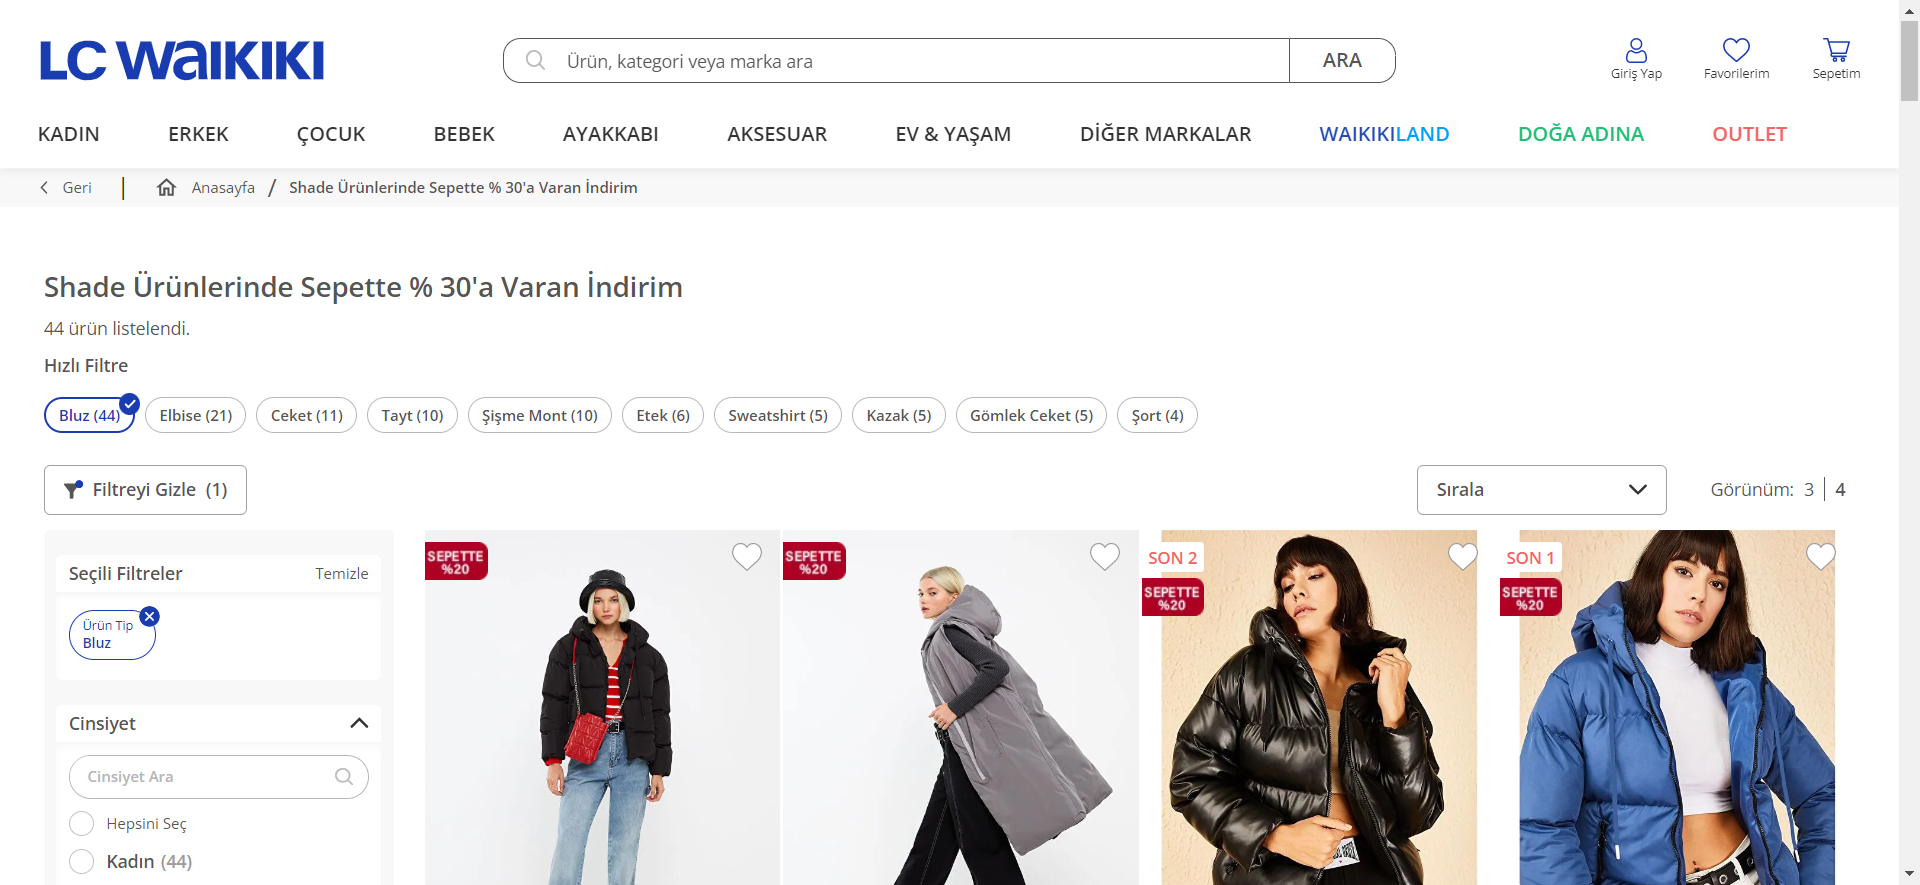 LC WAIKIKI
Ürün, kategori veya marka ara
ARA
Giriş Yap
Favorilerim
Sepetim
KADIN
ERKEK
ÇOCUK
BEBEK
AYAKKABI
AKSESUAR
EV & YAŞAM
DİĞER MARKALAR
WAIKIKILAND
DOĞA ADINA
OUTLET
Geri
Anasayfa / Shade Ürünlerinde Sepette % 30'a Varan İndirim
Shade Ürünlerinde Sepette % 30'a Varan İndirim
44 ürün listelendi.
Hızlı Filtre
Bluz (44)
Elbise (21)
Ceket (11)
Tayt (10)
Şişme Mont (10)
Etek (6)
Sweatshirt (5)
Kazak (5)
Gömlek Ceket (5)
Şort (4)
Filtreyi Gizle (1)
Sırala
Görünüm: 3 | 4
Seçili Filtreler
Temizle
Ürün Tip
Bluz
Cinsiyet
Cinsiyet Ara
Hepsini Seç
Kadın (44)
SEPETTE
%20
SEPETTE
%20
SON 2
SEPETTE
%20
SON 1
SEPETTE
%20